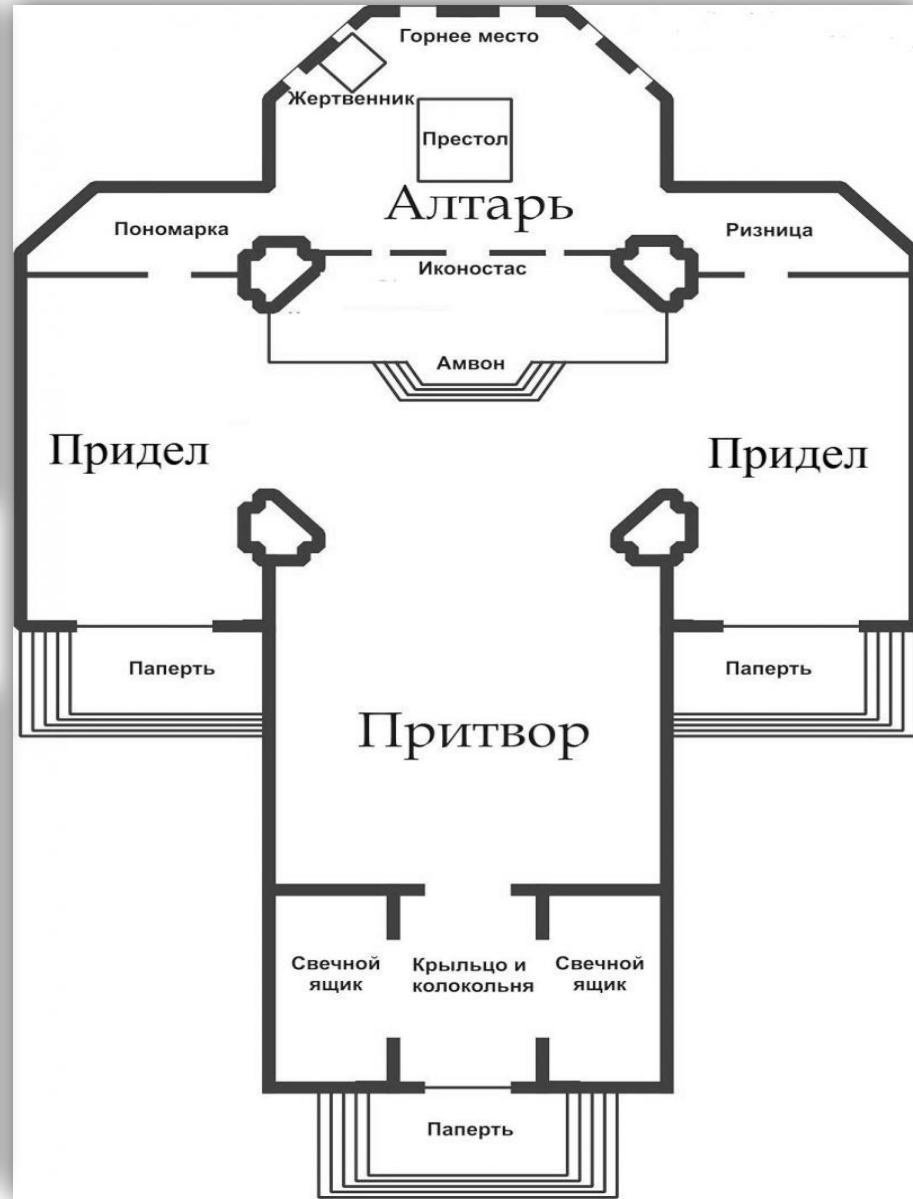 Горнее место
Жертвенник
Престол
Алтарь
Пономарка
Ризница
Иконостас
Амвон
Придел
Придел
Паперть
Паперть
Притвор
Свечной
ящик
Крыльцо и
колокольня
Свечной
ящик
Паперть